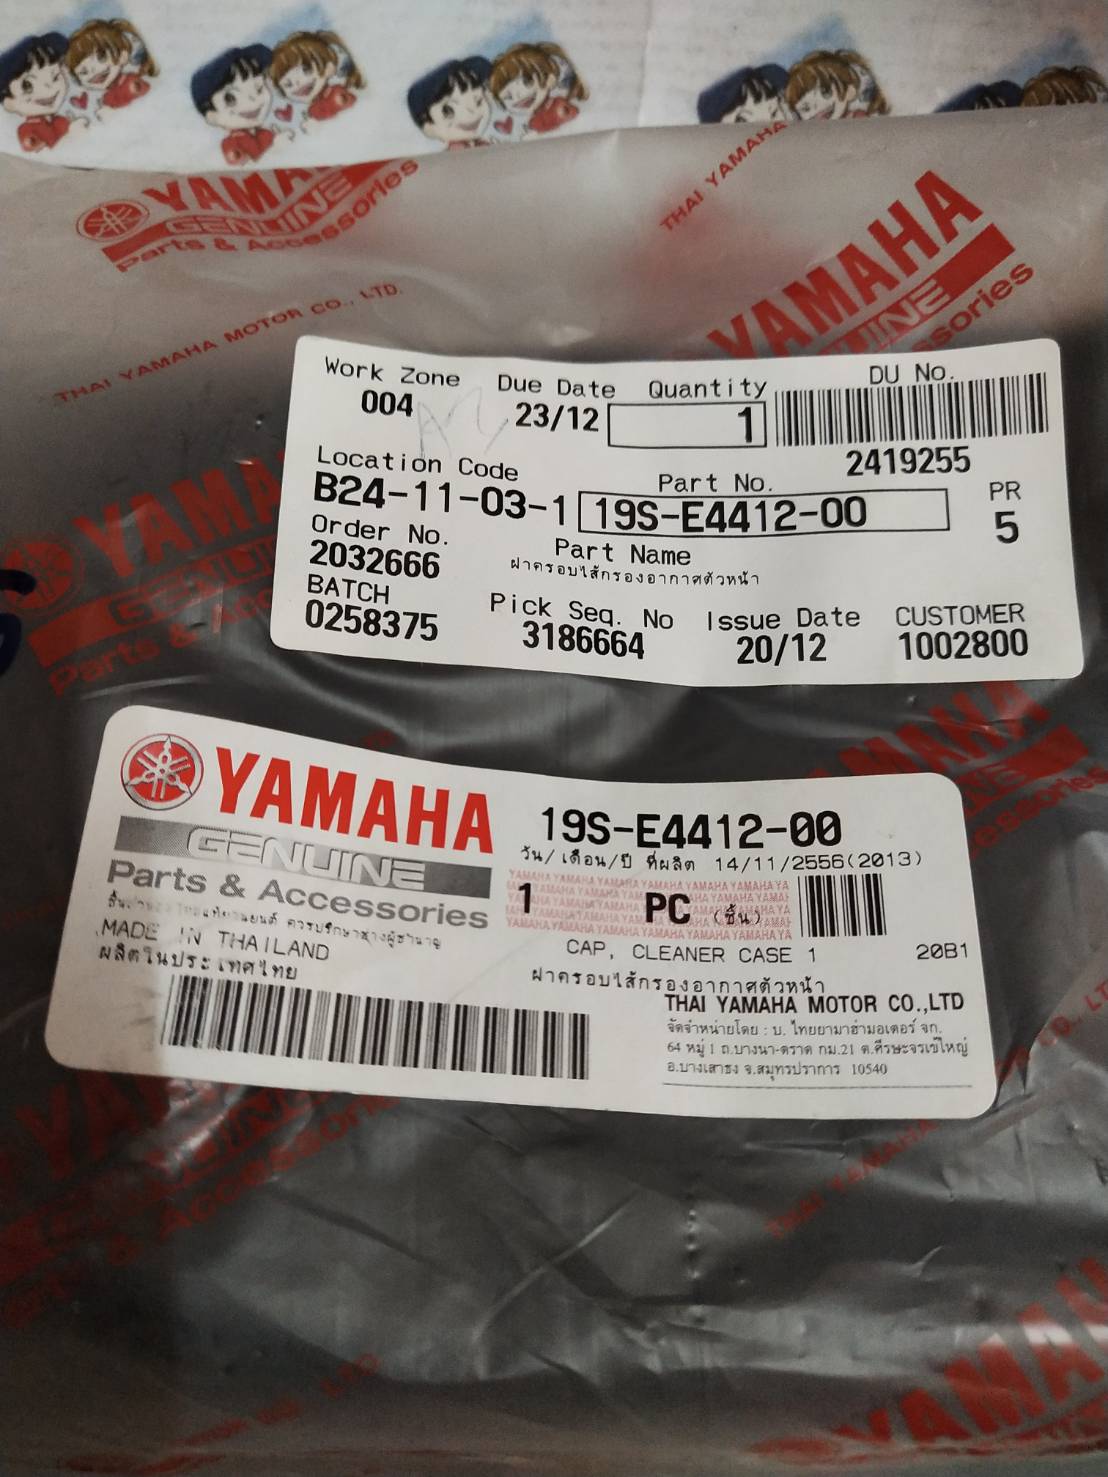 YAMAHA
GENUINE
Parts & Accessories
THAI YAMAHA MOTOR CO., LTD.
THAI YAMAHA
YAMAHA
Work Zone Due Date Quantity DU No.
004 23/12 1
2419255
Location Code Part No. PR
B24-11-03-1 19S-E4412-00 5
Order No. Part Name
2032666 ฝาครอบไส้กรองอากาศตัวหน้า
BATCH Pick Seq. No Issue Date CUSTOMER
0258375 3186664 20/12 1002800
YAMAHA
GENUINE
Parts & Accessories
MADE IN THAILAND
ผลิตในประเทศไทย
19S-E4412-00
วัน/เดือน/ปี ที่ผลิต 14/11/2556(2013)
1 PC (ชิ้น)
CAP, CLEANER CASE 1 20B1
ฝาครอบไส้กรองอากาศตัวหน้า
THAI YAMAHA MOTOR CO.,LTD
จัดจำหน่ายโดย : บ. ไทยยามาฮ่ามอเตอร์ จก.
64 หมู่ 1 ถ.บางนา-ตราด กม.21 ต.ศีรษะจรเข้ใหญ่
อ.บางเสาธง จ.สมุทรปราการ 10540